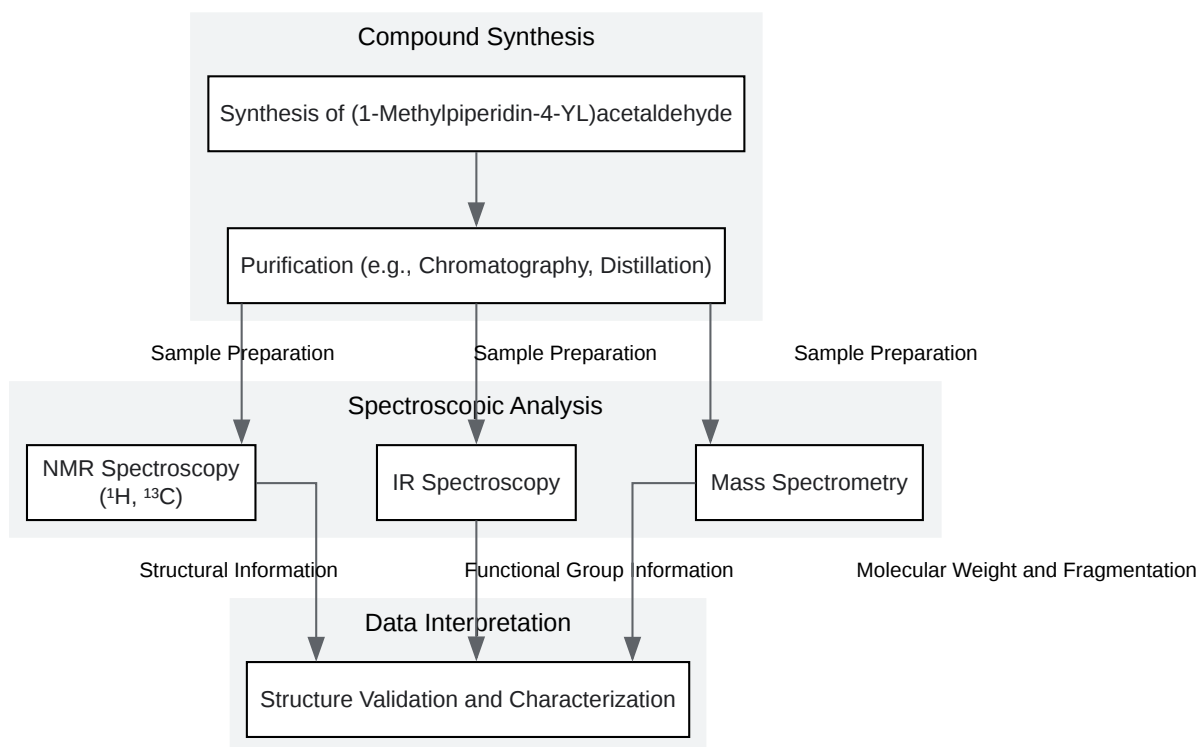 Compound Synthesis
Synthesis of (1-Methylpiperidin-4-YL)acetaldehyde
Purification (e.g., Chromatography, Distillation)
Sample Preparation
Sample Preparation
Sample Preparation
Spectroscopic Analysis
NMR Spectroscopy
(¹H, ¹³C)
IR Spectroscopy
Mass Spectrometry
Structural Information
Functional Group Information
Molecular Weight and Fragmentation
Data Interpretation
Structure Validation and Characterization